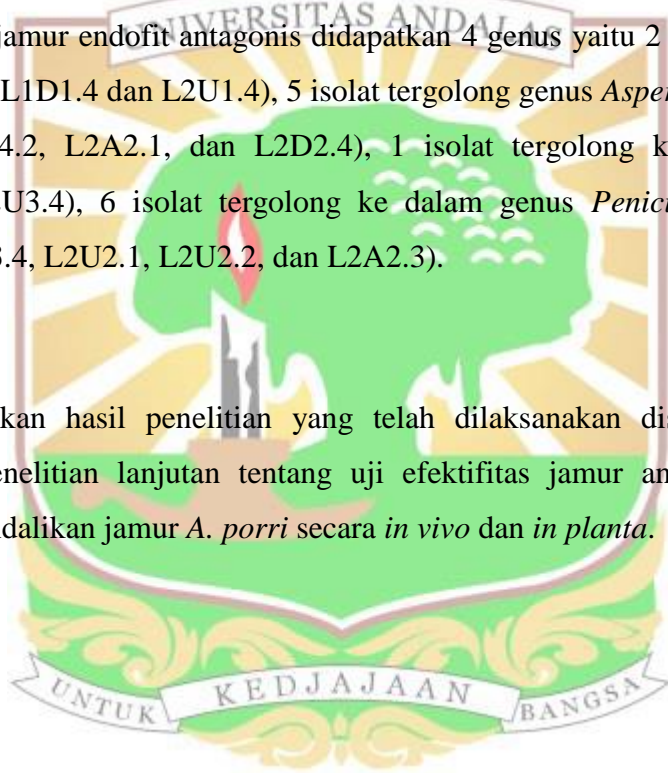 UNIVERSITAS ANDALAS
jamur endofit antagonis didapatkan 4 genus yaitu 2
L1D1.4 dan L2U1.4), 5 isolat tergolong genus Asper
4.2, L2A2.1, dan L2D2.4), 1 isolat tergolong k
U3.4), 6 isolat tergolong ke dalam genus Penici
3.4, L2U2.1, L2U2.2, dan L2A2.3).
kan hasil penelitian yang telah dilaksanakan dis
enelitian lanjutan tentang uji efektifitas jamur an
ndalikan jamur A. porri secara in vivo dan in planta.
UNTUK KEDJAJAAN BANGSA